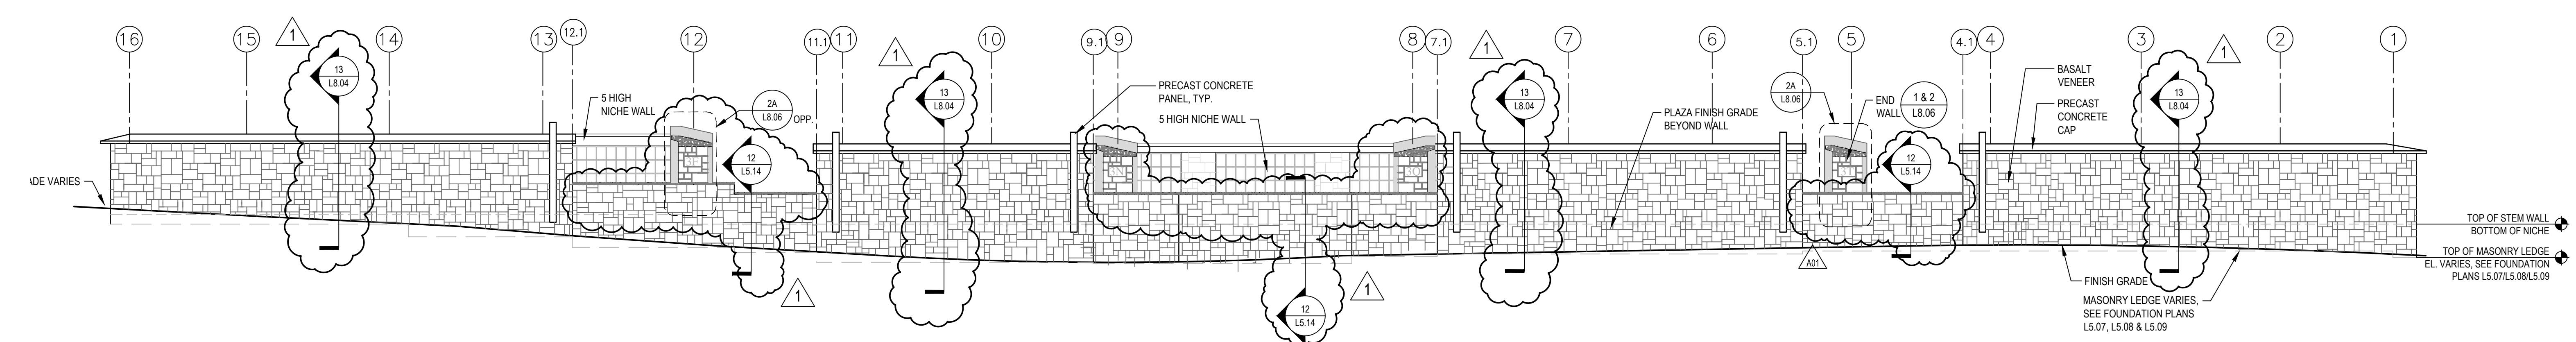 16
15
1
14
13
12.1
12
11.1
11
1
10
9.1
9
8
7.1
1
7
6
5.1
5
4.1
4
3
1
2
1
13
L8.04
5 HIGH
NICHE WALL
2A
L8.06
OPP.
13
L8.04
PRECAST CONCRETE
PANEL, TYP.
5 HIGH NICHE WALL
13
L8.04
PLAZA FINISH GRADE
BEYOND WALL
2A
L8.06
END
WALL
1 & 2
L8.06
BASALT
VENEER
PRECAST
CONCRETE
CAP
13
L8.04
12
L5.14
12
L5.14
ADE VARIES
TOP OF STEM WALL
BOTTOM OF NICHE
TOP OF MASONRY LEDGE
EL. VARIES, SEE FOUNDATION
PLANS L5.07/L5.08/L5.09
A01
1
1
12
L5.14
FINISH GRADE
MASONRY LEDGE VARIES,
SEE FOUNDATION PLANS
L5.07, L5.08 & L5.09